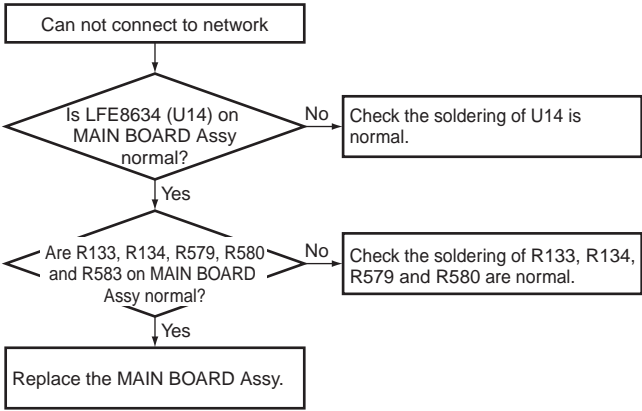 Can not connect to network
Is LFE8634 (U14) on
MAIN BOARD Assy
normal?
No
Check the soldering of U14 is
normal.
Yes
Are R133, R134, R579, R580
and R583 on MAIN BOARD
Assy normal?
No
Check the soldering of R133, R134,
R579 and R580 are normal.
Yes
Replace the MAIN BOARD Assy.